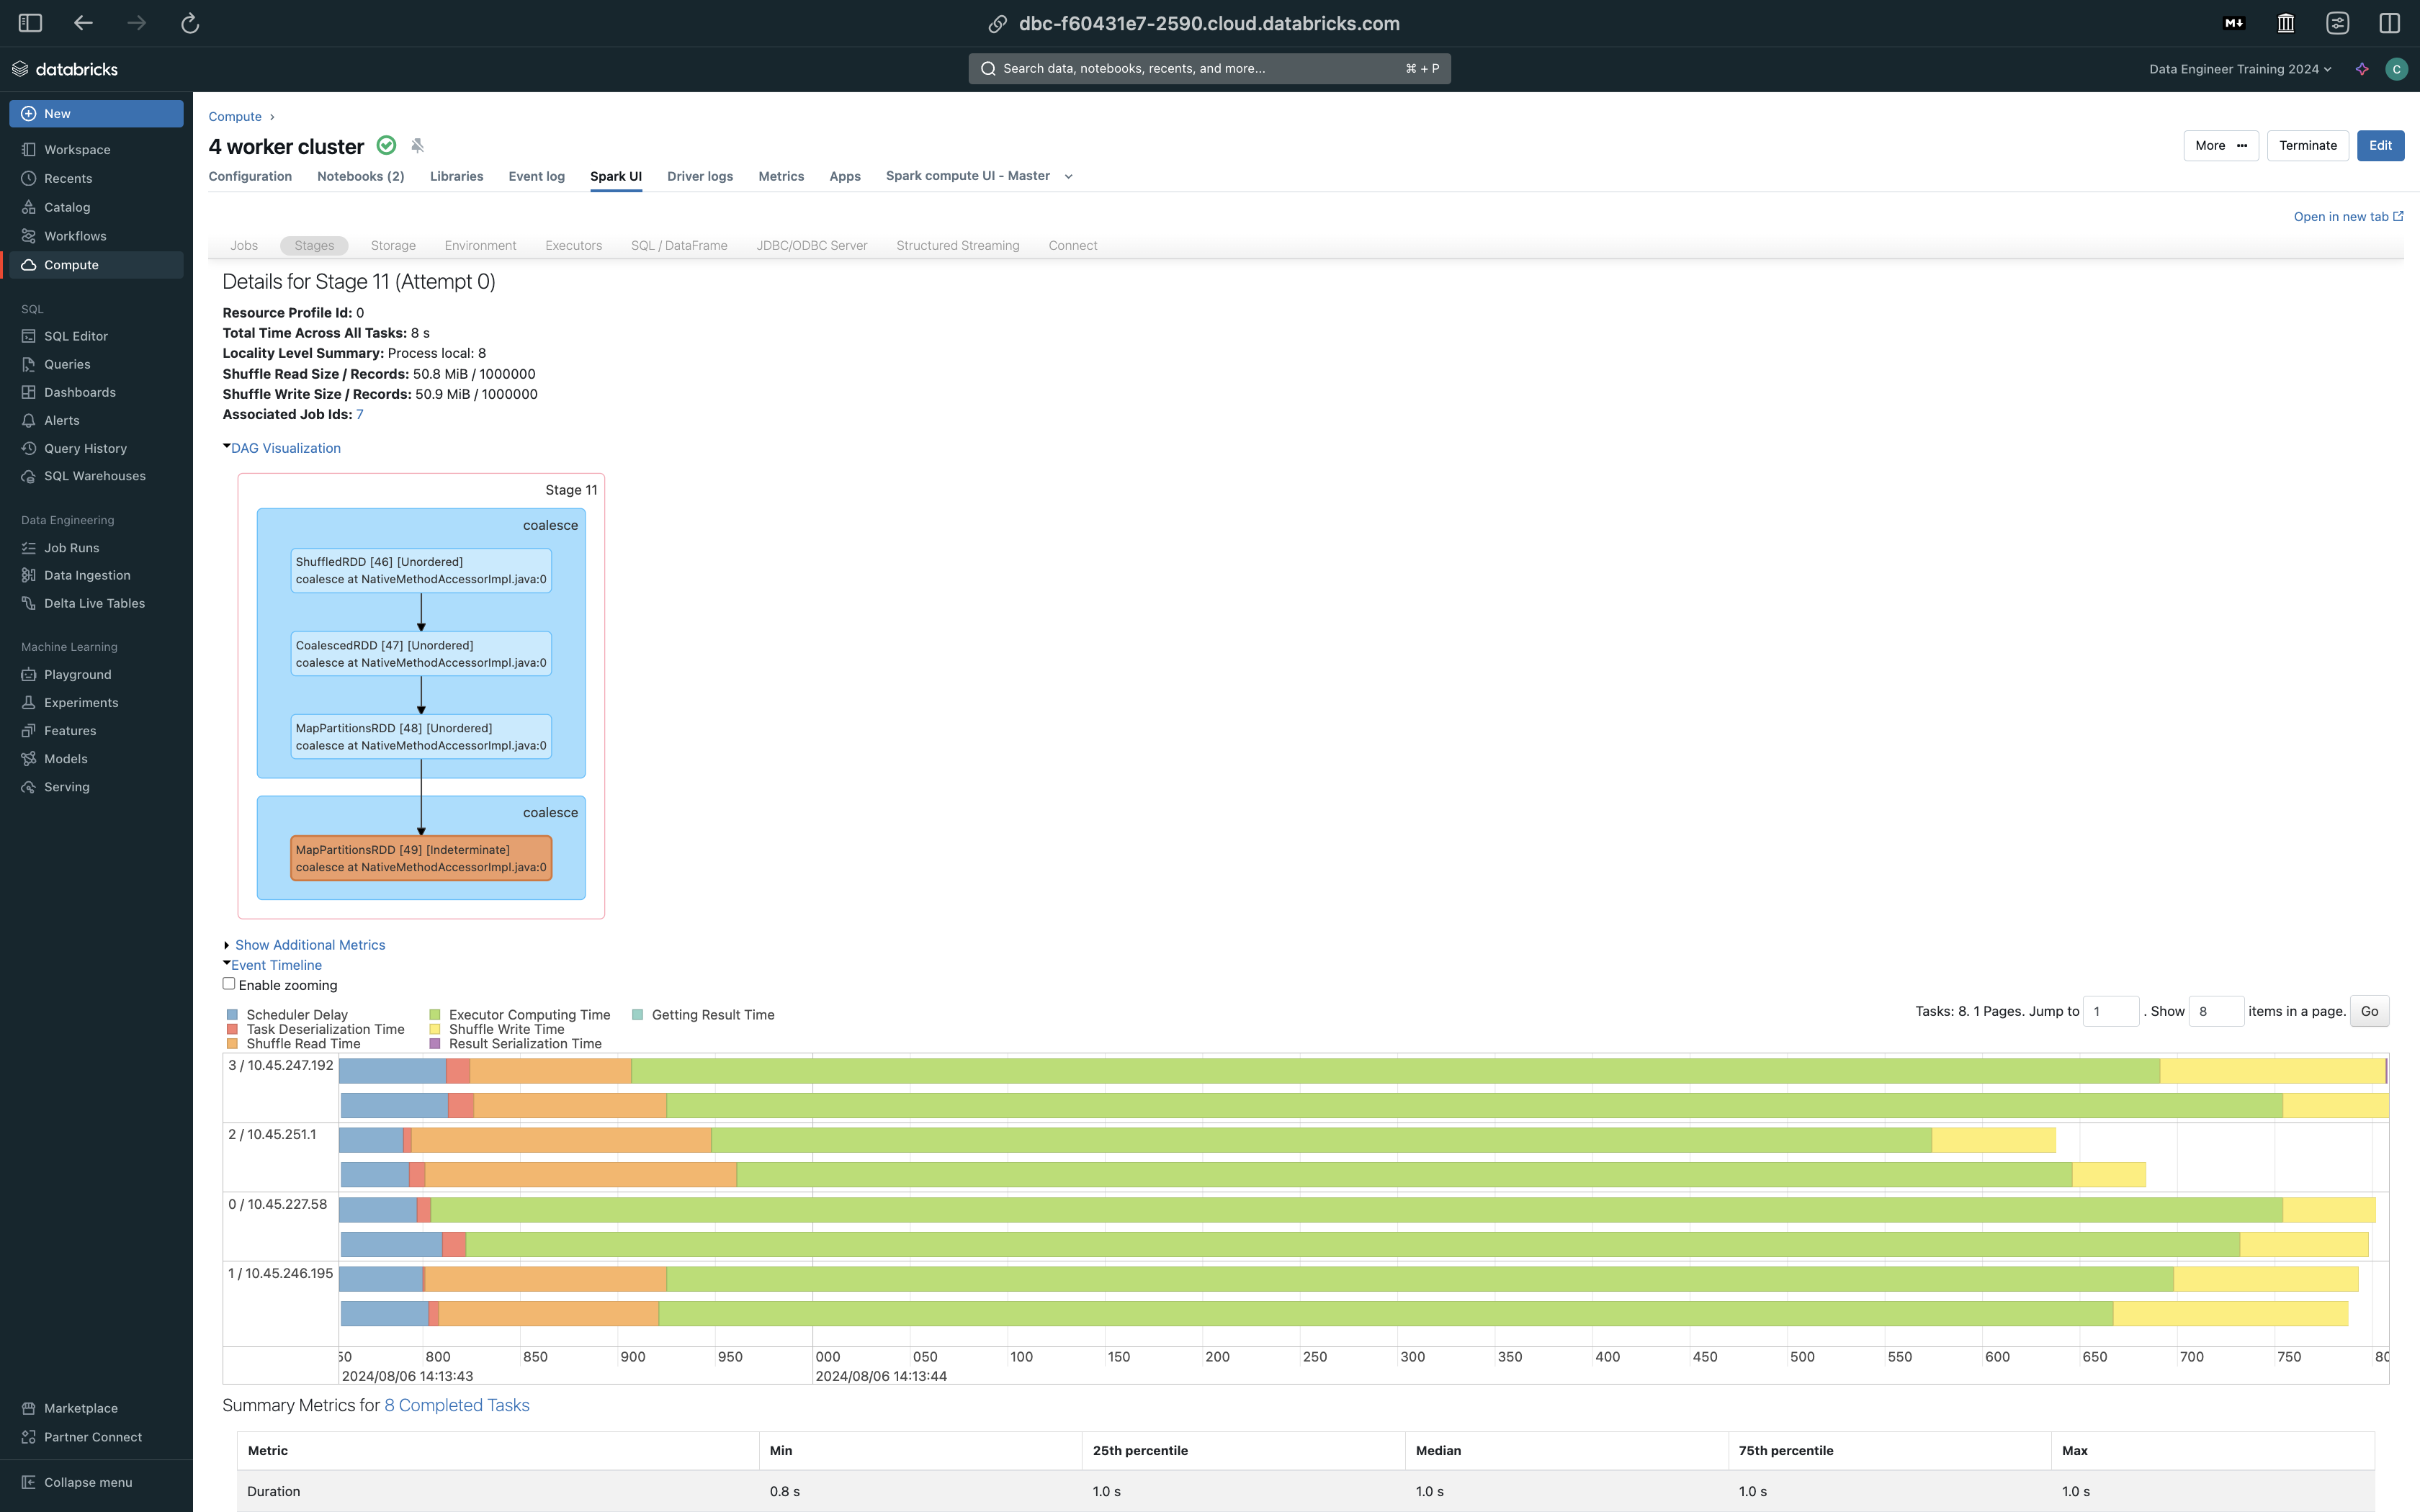 dbc-f60431e7-2590.cloud.databricks.com
M↓
databricks
Search data, notebooks, recents, and more...
⌘ + P
Data Engineer Training 2024
C
New
Workspace
Recents
Catalog
Workflows
Compute
SQL
SQL Editor
Queries
Dashboards
Alerts
Query History
SQL Warehouses
Data Engineering
Job Runs
Data Ingestion
Delta Live Tables
Machine Learning
Playground
Experiments
Features
Models
Serving
Marketplace
Partner Connect
Collapse menu
Compute ›
4 worker cluster
More ···
Terminate
Edit
Configuration Notebooks (2) Libraries Event log Spark UI Driver logs Metrics Apps Spark compute UI - Master
Open in new tab
Jobs Stages Storage Environment Executors SQL / DataFrame JDBC/ODBC Server Structured Streaming Connect
Details for Stage 11 (Attempt 0)
Resource Profile Id: 0
Total Time Across All Tasks: 8 s
Locality Level Summary: Process local: 8
Shuffle Read Size / Records: 50.8 MiB / 1000000
Shuffle Write Size / Records: 50.9 MiB / 1000000
Associated Job Ids: 7
DAG Visualization
Stage 11
coalesce
ShuffledRDD [46] [Unordered]
coalesce at NativeMethodAccessorImpl.java:0
CoalescedRDD [47] [Unordered]
coalesce at NativeMethodAccessorImpl.java:0
MapPartitionsRDD [48] [Unordered]
coalesce at NativeMethodAccessorImpl.java:0
coalesce
MapPartitionsRDD [49] [Indeterminate]
coalesce at NativeMethodAccessorImpl.java:0
Show Additional Metrics
Event Timeline
Enable zooming
Scheduler Delay Executor Computing Time Getting Result Time
Task Deserialization Time Shuffle Write Time
Shuffle Read Time Result Serialization Time
Tasks: 8. 1 Pages. Jump to 1 . Show 8 items in a page. Go
3 / 10.45.247.192
2 / 10.45.251.1
0 / 10.45.227.58
1 / 10.45.246.195
50 800 850 900 950 000 050 100 150 200 250 300 350 400 450 500 550 600 650 700 750 80
2024/08/06 14:13:43 2024/08/06 14:13:44
Summary Metrics for 8 Completed Tasks
Metric Min 25th percentile Median 75th percentile Max
Duration 0.8 s 1.0 s 1.0 s 1.0 s 1.0 s